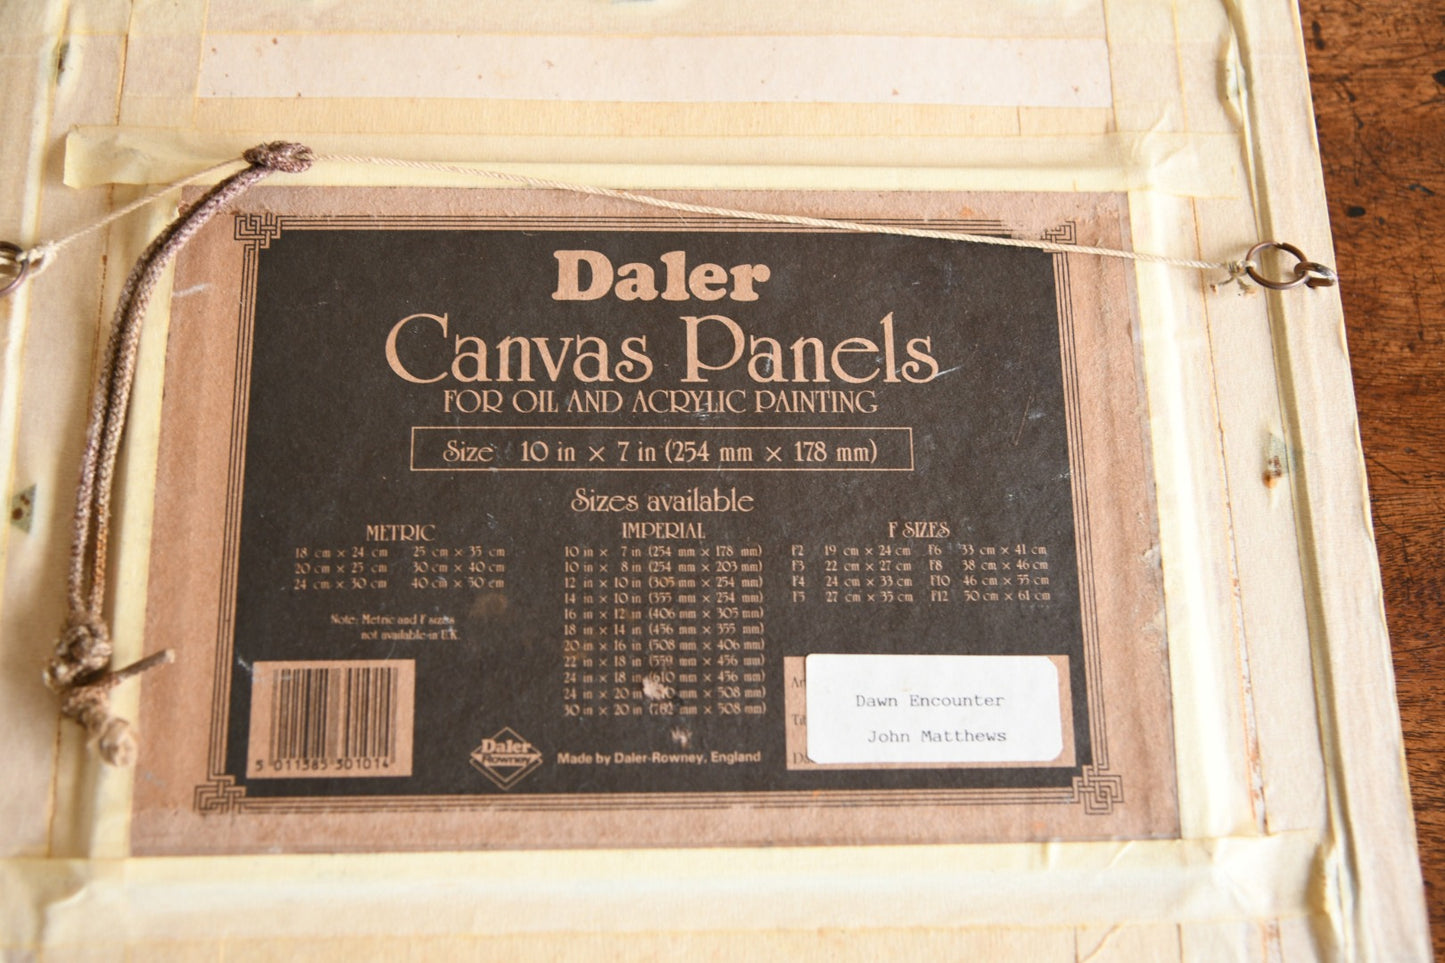 Daler
Canvas Panels
FOR OIL AND ACRYLIC PAINTING
Size 10 in × 7 in (254 mm × 178 mm)
Sizes available
METRIC
18 cm × 24 cm 25 cm × 35 cm
20 cm × 25 cm 30 cm × 40 cm
24 cm × 30 cm 40 cm × 50 cm
Note: Metric and F sizes
not available in U.K.
IMPERIAL
10 in × 7 in (254 mm × 178 mm)
10 in × 8 in (254 mm × 203 mm)
12 in × 10 in (305 mm × 254 mm)
14 in × 10 in (355 mm × 254 mm)
16 in × 12 in (406 mm × 305 mm)
18 in × 14 in (456 mm × 355 mm)
20 in × 16 in (508 mm × 406 mm)
22 in × 18 in (559 mm × 456 mm)
24 in × 18 in (610 mm × 456 mm)
24 in × 20 in mm × 508 mm)
30 in × 20 in (762 mm × 508 mm)
F SIZES
F2 19 cm × 24 cm F6 33 cm × 41 cm
F3 22 cm × 27 cm F8 38 cm × 46 cm
F4 24 cm × 33 cm F10 46 cm × 55 cm
F5 27 cm × 35 cm F12 50 cm × 61 cm
5 011385 301014
Daler
Rowney
Made by Daler-Rowney, England
Dawn Encounter
John Matthews